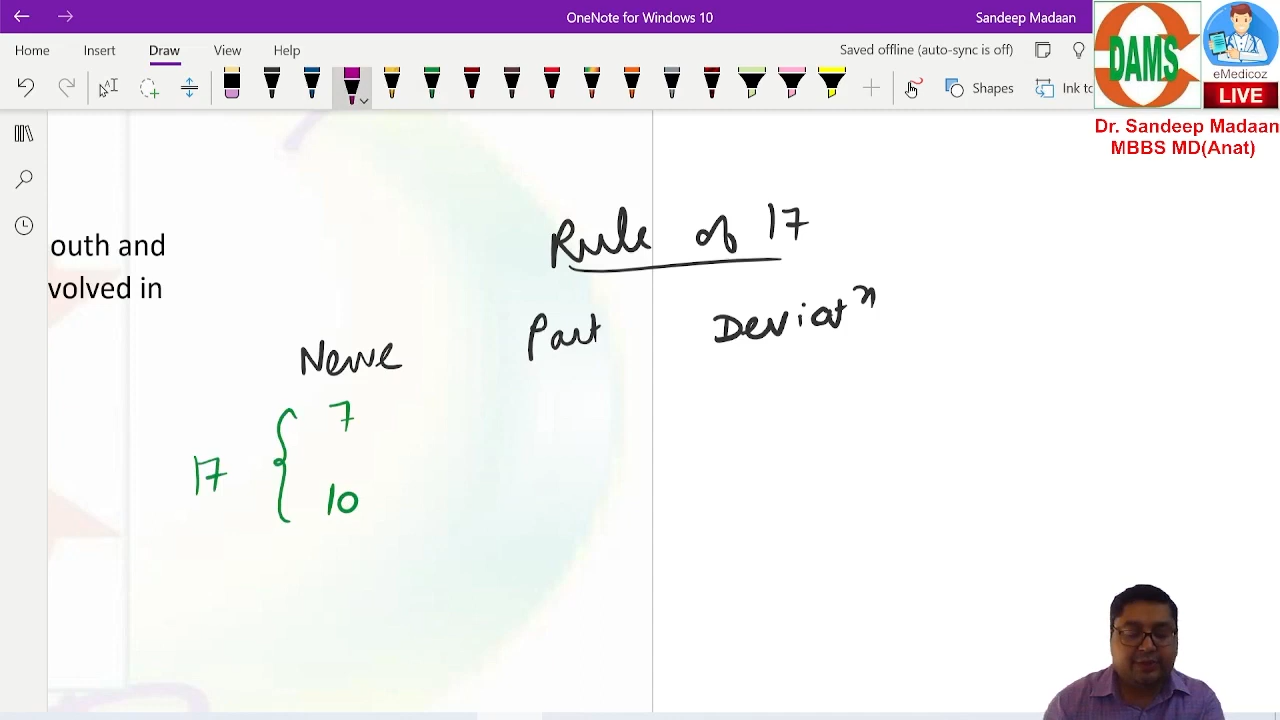 OneNote for Windows 10
Sandeep Madaan
Home Insert Draw View Help
Saved offline (auto-sync is off)
Shapes
Ink to
DAMS
eMedicoz
LIVE
Dr. Sandeep Madaan
MBBS MD(Anat)
outh and
volved in
Rule of 17
Nerve Part Deviatn
7
17
10